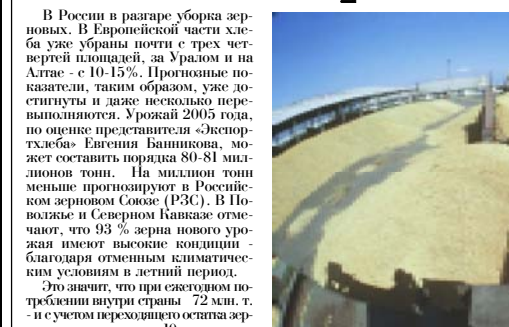 В России в разгаре уборка зер-
новых. В Европейской части хле-
ба уже убраны почти с трех чет-
вертей площадей, за Уралом и на
Алтае - с 10-15%. Прогнозные по-
казатели, таким образом, уже до-
стигнуты и даже несколько пере-
выполняются. Урожай 2005 года,
по оценке представителя «Экспор-
тхлеба» Евгения Банникова, мо-
жет составить порядка 80-81 мил-
лионов тонн. На миллион тонн
меньше прогнозируют в Российс-
ком зерновом Союзе (РЗС). В По-
волжье и Северном Кавказе отме-
чают, что 93 % зерна нового уро-
жая имеют высокие кондиции -
благодаря отменным климатичес-
ким условиям в летний период.
Это значит, что при ежегодном по-
треблении внутри страны 72 млн. т.
- и с учетом переходящего остатка зер-